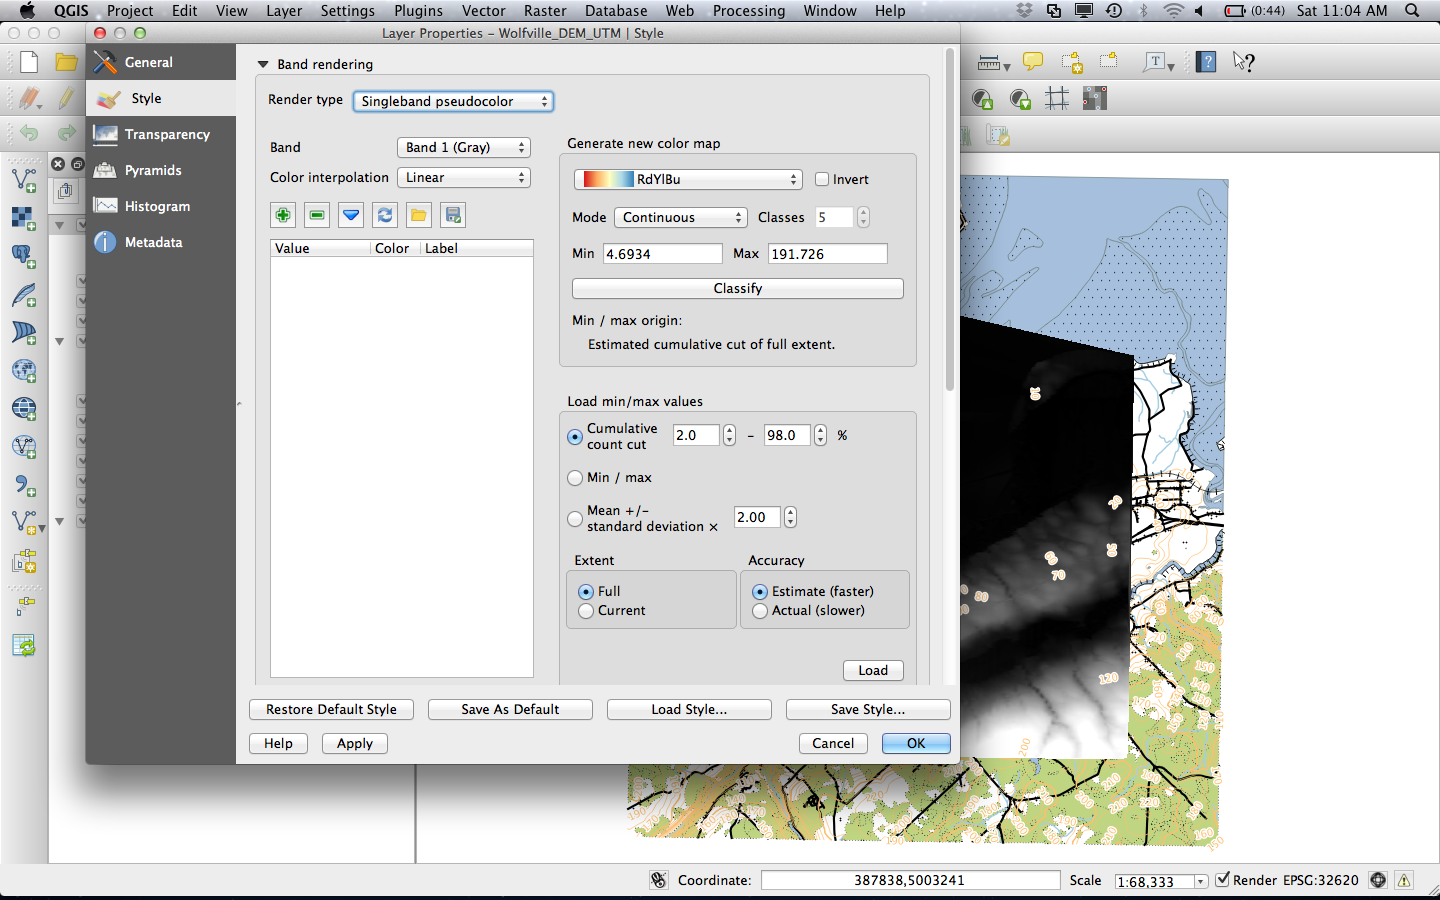 QGIS Project Edit View Layer Settings Plugins Vector Raster Database Web Processing Window Help (0:44) Sat 11:04 AM
Layer Properties - Wolfville_DEM_UTM | Style
General
Style
Transparency
Pyramids
Histogram
Metadata
Band rendering
Render type Singleband pseudocolor
Band Band 1 (Gray)
Color interpolation Linear
Value Color Label
Generate new color map
RdYlBu Invert
Mode Continuous Classes 5
Min 4.6934 Max 191.726
Classify
Min / max origin:
Estimated cumulative cut of full extent.
Load min/max values
Cumulative
count cut 2.0 - 98.0 %
Min / max
Mean +/-
standard deviation × 2.00
Extent
Full
Current
Accuracy
Estimate (faster)
Actual (slower)
Load
Restore Default Style Save As Default Load Style... Save Style...
Help Apply Cancel OK
T
70
120
200
Coordinate: 387838,5003241 Scale 1:68,333 Render EPSG:32620